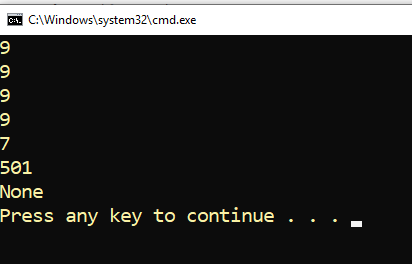 C:\Windows\system32\cmd.exe
9
9
9
9
7
501
None
Press any key to continue . . .